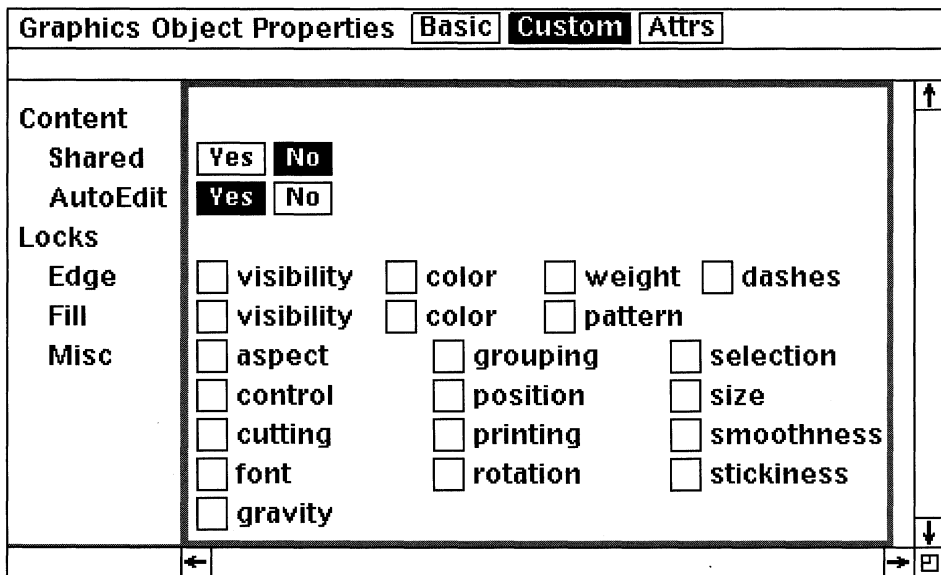 Graphics Object Properties Basic Custom Attrs
Content
Shared Yes No
AutoEdit Yes No
Locks
Edge visibility color weight dashes
Fill visibility color pattern
Misc aspect grouping selection
control position size
cutting printing smoothness
font rotation stickiness
gravity